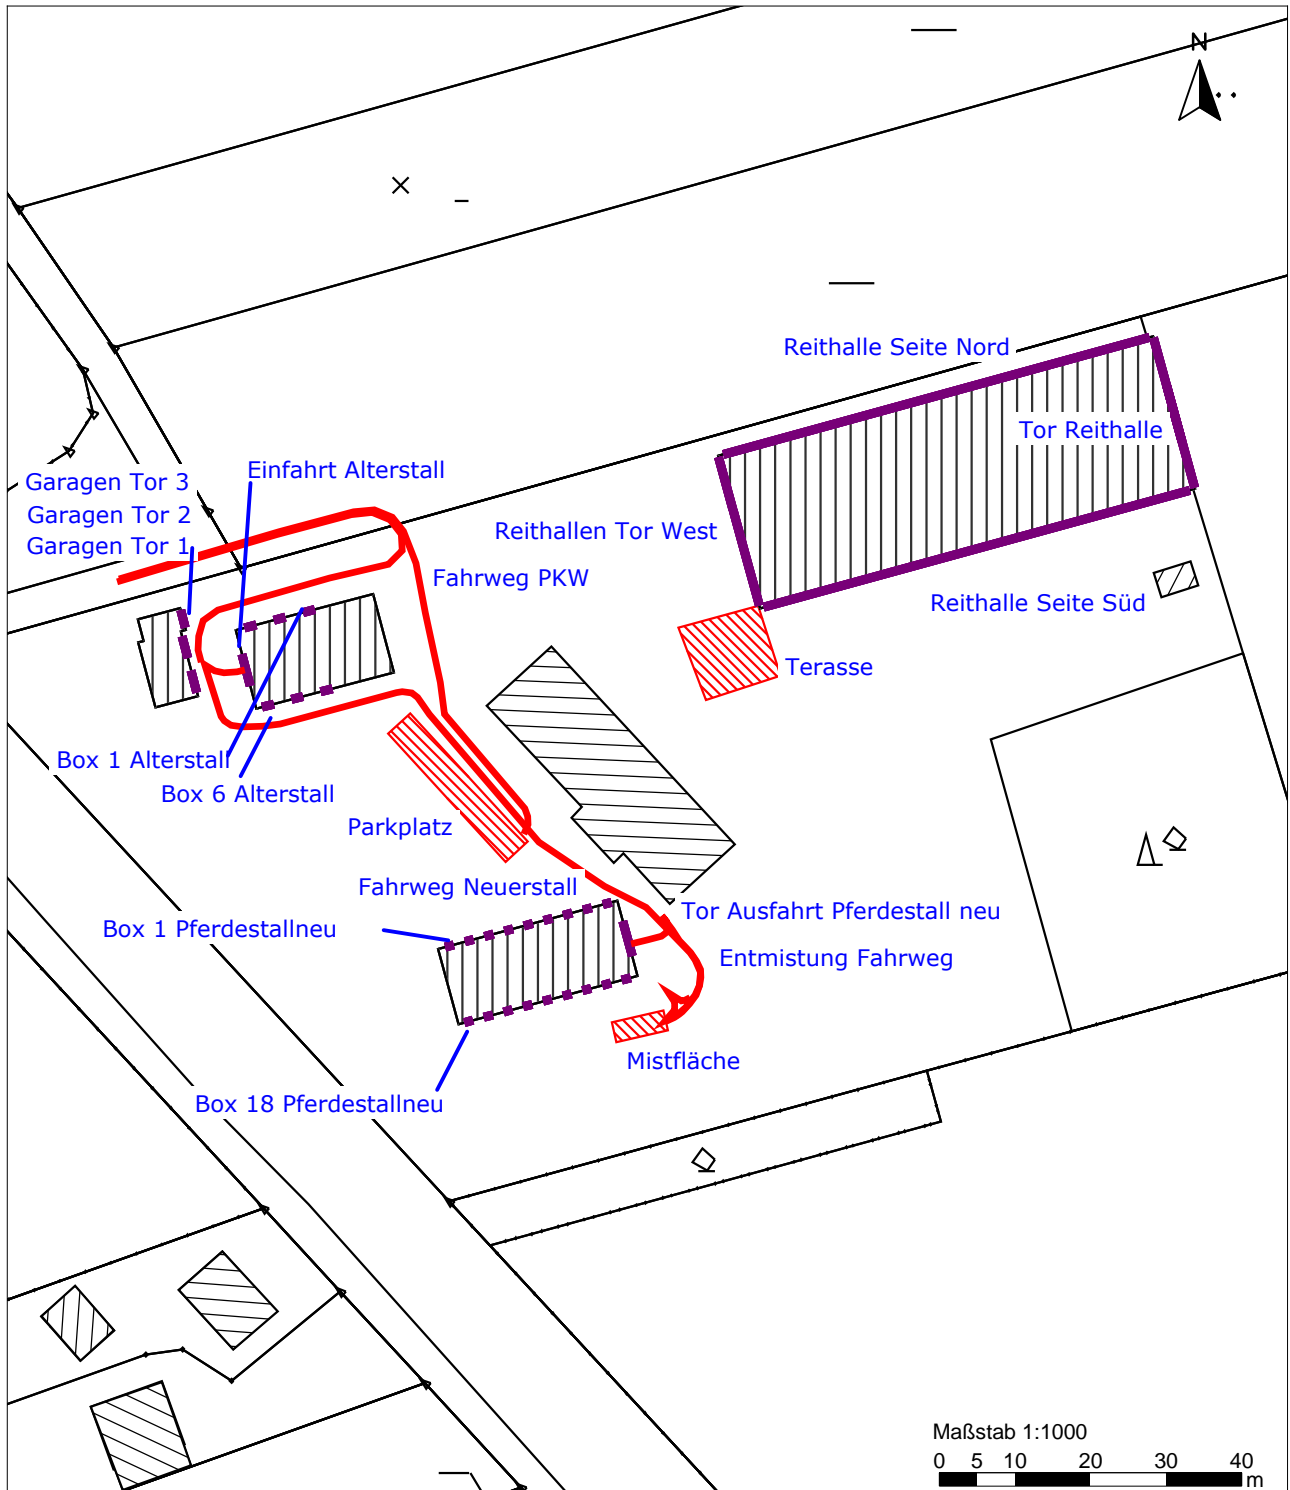 N
Reithalle Seite Nord
Tor Reithalle
Einfahrt Alterstall
Garagen Tor 3
Garagen Tor 2
Garagen Tor 1
Reithallen Tor West
Fahrweg PKW
Reithalle Seite Süd
Terasse
Box 1 Alterstall
Box 6 Alterstall
Parkplatz
Fahrweg Neuerstall
Tor Ausfahrt Pferdestall neu
Box 1 Pferdestallneu
Entmistung Fahrweg
Mistfläche
Box 18 Pferdestallneu
Maßstab 1:1000
0 5 10 20 30 40
m